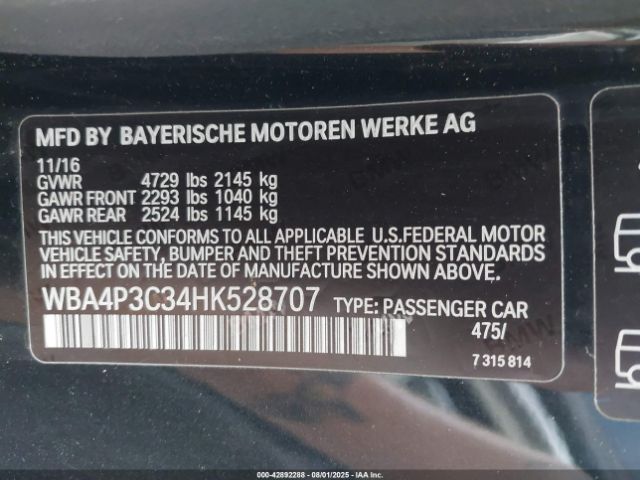 MFD BY BAYERISCHE MOTOREN WERKE AG
11/16
GVWR 4729 lbs 2145 kg
GAWR FRONT 2293 lbs 1040 kg
GAWR REAR 2524 lbs 1145 kg
THIS VEHICLE CONFORMS TO ALL APPLICABLE U.S.FEDERAL MOTOR
VEHICLE SAFETY, BUMPER AND THEFT PREVENTION STANDARDS
IN EFFECT ON THE DATE OF MANUFACTURE SHOWN ABOVE.
WBA4P3C34HK528707 TYPE: PASSENGER CAR
475/
7 315 814
000-42892288 - 08/01/2025 - IAA Inc.